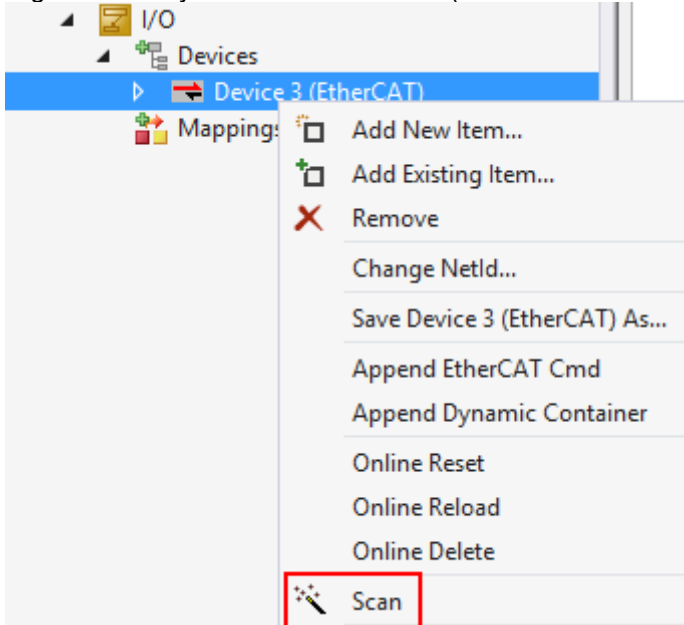 I/O
Devices
Device 3 (EtherCAT)
Mappings
Add New Item...
Add Existing Item...
Remove
Change NetId...
Save Device 3 (EtherCAT) As...
Append EtherCAT Cmd
Append Dynamic Container
Online Reset
Online Reload
Online Delete
Scan